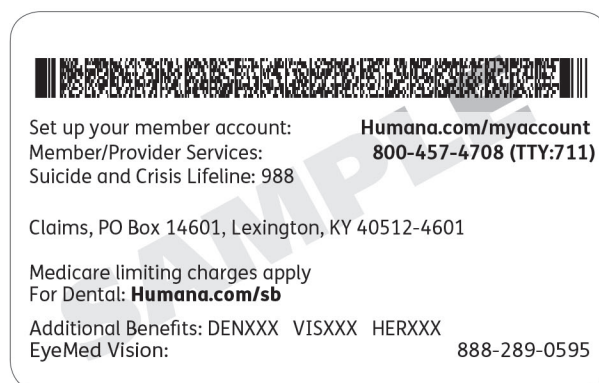 Set up your member account: Humana.com/myaccount
Member/Provider Services: 800-457-4708 (TTY:711)
Suicide and Crisis Lifeline: 988
Claims, PO Box 14601, Lexington, KY 40512-4601
Medicare limiting charges apply
For Dental: Humana.com/sb
Additional Benefits: DENXXX VISXXX HERXXX
EyeMed Vision: 888-289-0595
SAMPLE